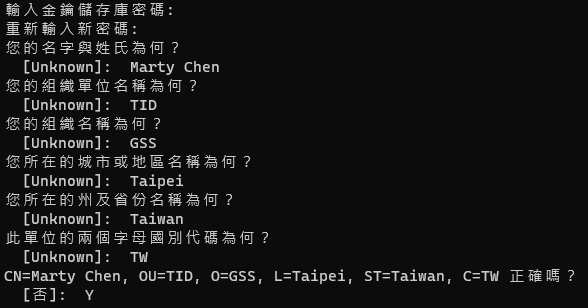 輸入金鑰儲存庫密碼:
重新輸入新密碼:
您的名字與姓氏為何？
[Unknown]: Marty Chen
您的組織單位名稱為何？
[Unknown]: TID
您的組織名稱為何？
[Unknown]: GSS
您所在的城市或地區名稱為何？
[Unknown]: Taipei
您所在的州及省份名稱為何？
[Unknown]: Taiwan
此單位的兩個字母國別代碼為何？
[Unknown]: TW
CN=Marty Chen, OU=TID, O=GSS, L=Taipei, ST=Taiwan, C=TW 正確嗎？
[否]: Y